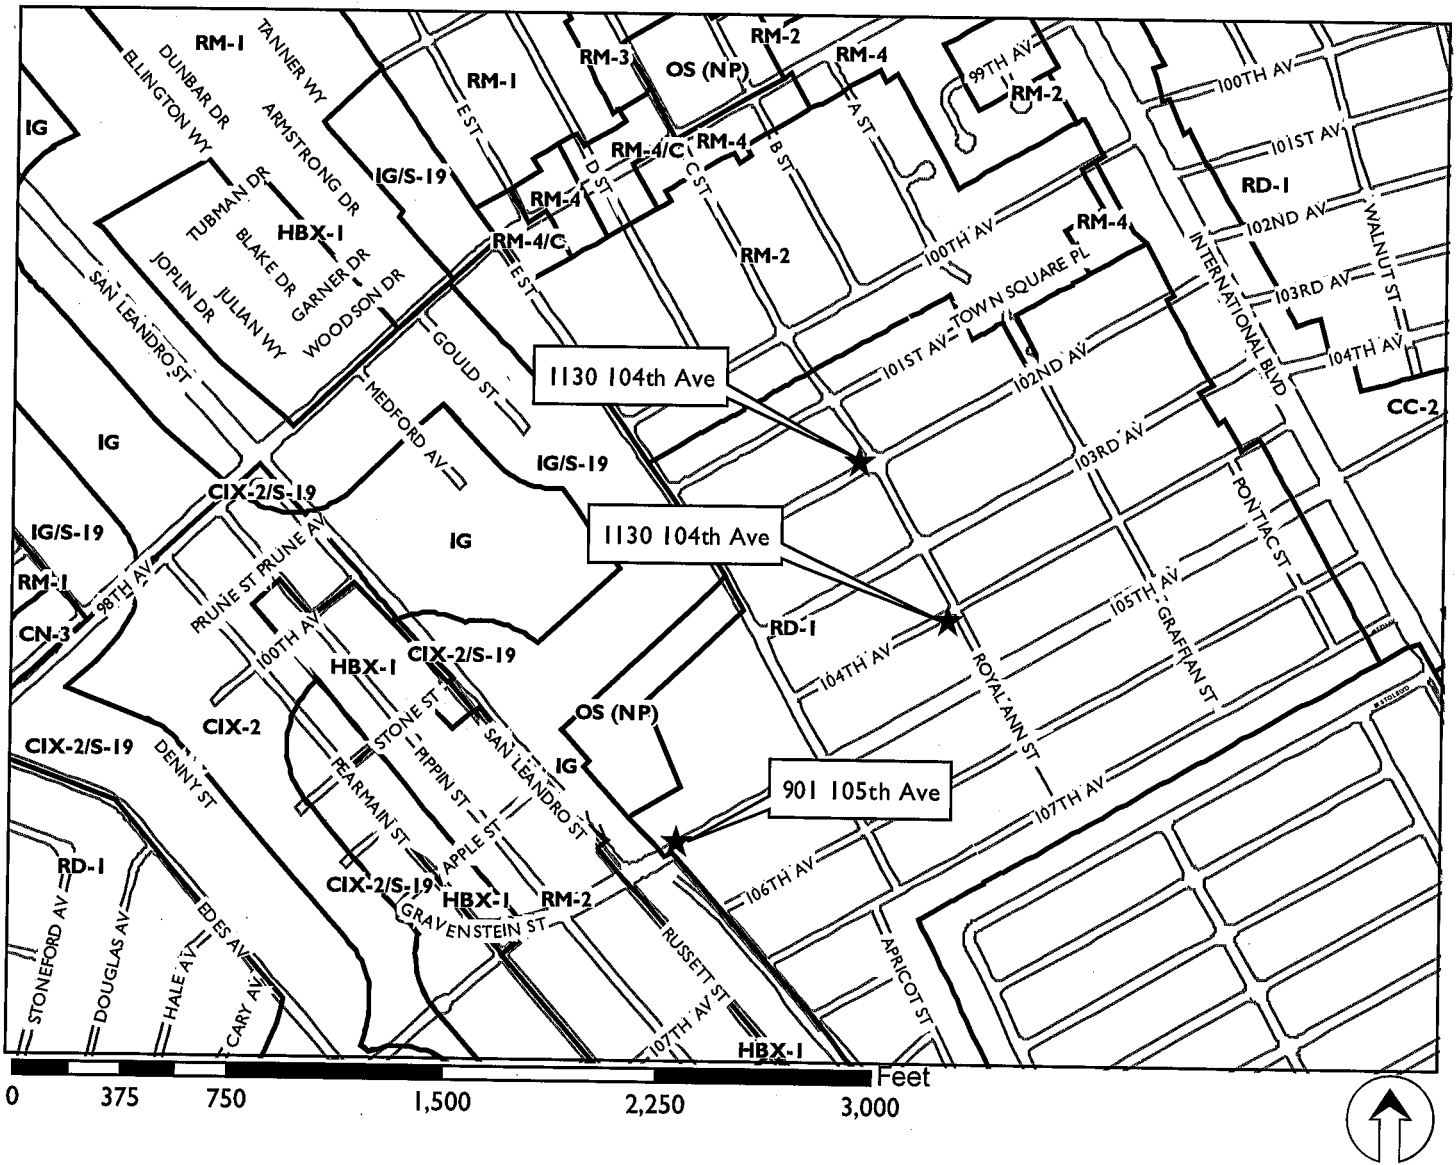 RM-1
TANNER WY
DUNBAR DR
ELLINGTON WY
ARMSTRONG DR
IG
RM-1
RM-3
OS (NP)
RM-2
RM-4
99TH AV
RM-2
100TH AV
101ST AV
RD-1
E ST
D ST
RM-4/C
RM-4
C ST
B ST
A ST
IG/S-19
RM-4
RM-4/C
E ST
TUBMAN DR
HBX-1
BLAKE DR
GARNER DR
JOPLIN DR
JULIAN WY
WOODSON DR
SAN LEANDRO ST
RM-2
100TH AV
RM-4
102ND AV
WALNUT ST
INTERNATIONAL BLVD
TOWN SQUARE PL
103RD AV
104TH AV
CC-2
GOULD ST
MEDFORD AV
1130 104th Ave
101ST AV
102ND AV
103RD AV
IG
IG/S-19
CIX-2/S-19
IG/S-19
RM-1
CN-3
98TH AV
PRUNE ST
PRUNE AV
IG
1130 104th Ave
PONTIAC ST
105TH AV
GRAFFIAN ST
100TH AV
HBX-1
CIX-2/S-19
RD-1
104TH AV
ROYAL ANN ST
CIX-2
CIX-2/S-19
DENNY ST
STONE ST
PEARMAIN ST
PIPPIN ST
SAN LEANDRO ST
OS (NP)
IG
901 105th Ave
107TH AV
APPLE ST
RD-1
CIX-2/S-19
HBX-1
RM-2
GRAVENSTEIN ST
106TH AV
STONEFORD AV
DOUGLAS AV
HALE AV
CARY AV
EDES AV
RUSSETT ST
APRICOT ST
107TH AV
HBX-1
0 375 750 1,500 2,250 3,000 Feet